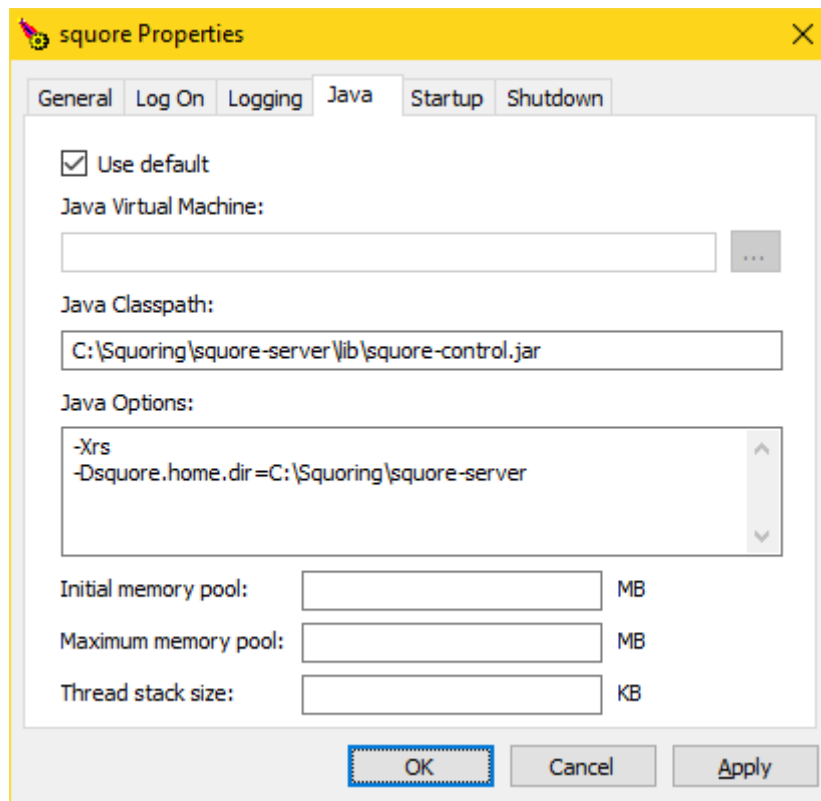 squore Properties
General Log On Logging Java Startup Shutdown
Use default
Java Virtual Machine:
...
Java Classpath:
C:\Squoring\squore-server\lib\squore-control.jar
Java Options:
-Xrs
-Dsquore.home.dir=C:\Squoring\squore-server
Initial memory pool: MB
Maximum memory pool: MB
Thread stack size: KB
OK Cancel Apply